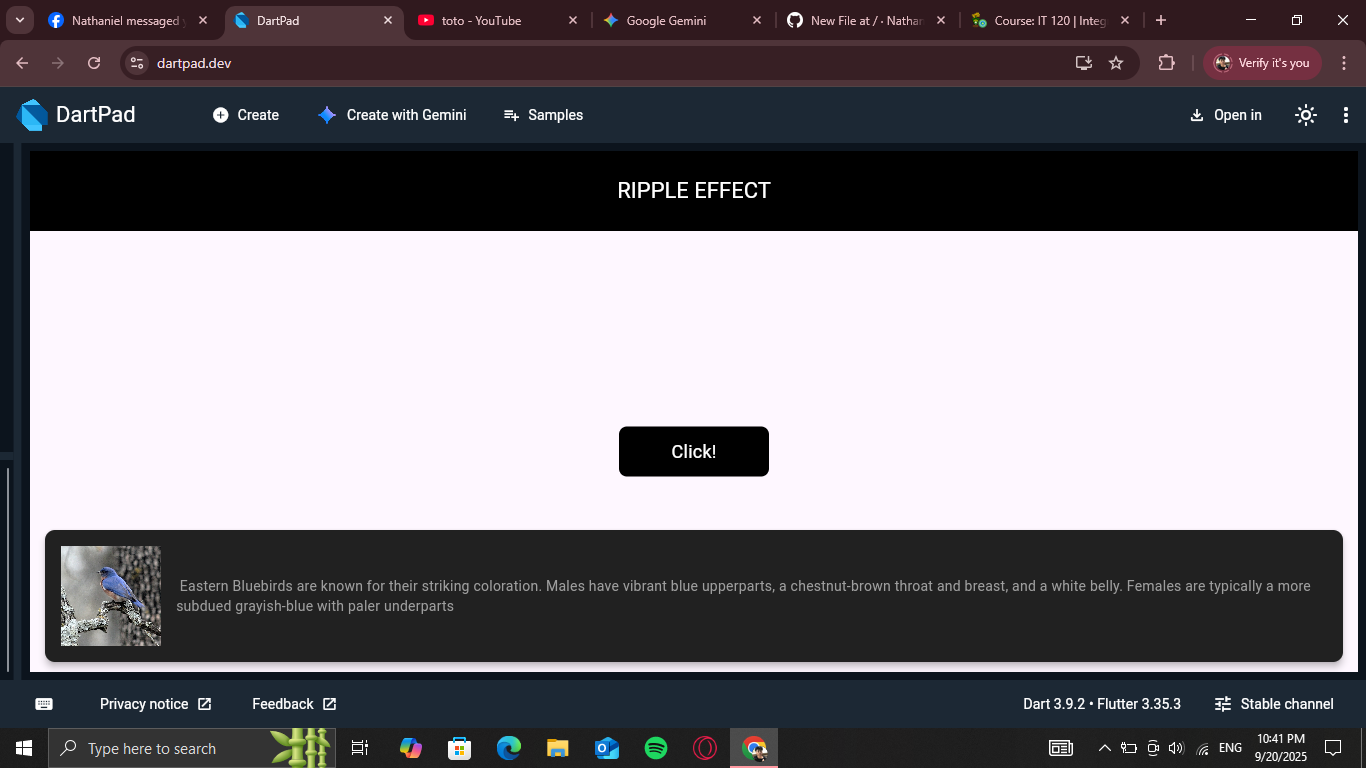 Nathaniel messaged y
DartPad
toto - YouTube
Google Gemini
New File at / · Nathan
Course: IT 120 | Integ
dartpad.dev
Verify it's you
DartPad
Create
Create with Gemini
Samples
Open in
RIPPLE EFFECT
Click!
Eastern Bluebirds are known for their striking coloration. Males have vibrant blue upperparts, a chestnut-brown throat and breast, and a white belly. Females are typically a more
subdued grayish-blue with paler underparts
Privacy notice
Feedback
Dart 3.9.2 • Flutter 3.35.3
Stable channel
Type here to search
ENG
10:41 PM
9/20/2025